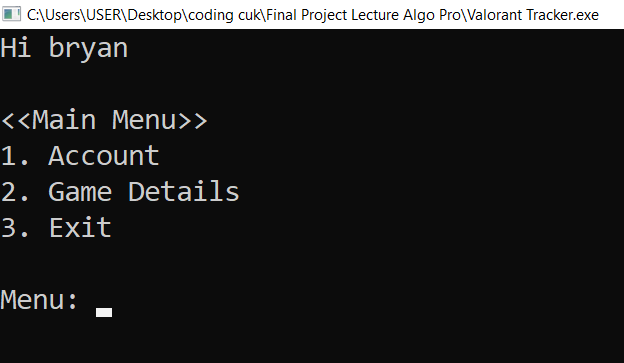 C:\Users\USER\Desktop\coding cuk\Final Project Lecture Algo Pro\Valorant Tracker.exe
Hi bryan
<<Main Menu>>
1. Account
2. Game Details
3. Exit
Menu: